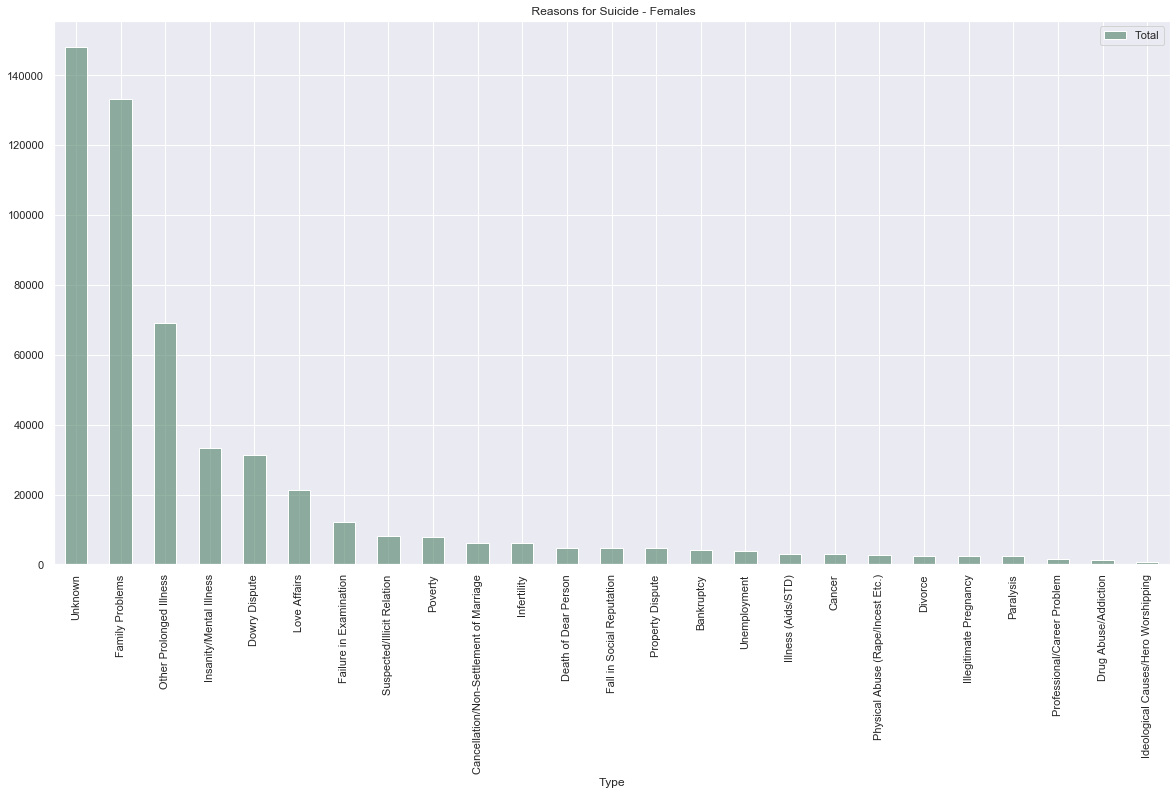 Reasons for Suicide - Females
Total
140000
120000
100000
80000
60000
40000
20000
0
Unknown
Family Problems
Other Prolonged Illness
Insanity/Mental Illness
Dowry Dispute
Love Affairs
Failure in Examination
Suspected/Illicit Relation
Poverty
Cancellation/Non-Settlement of Marriage
Infertility
Death of Dear Person
Fall in Social Reputation
Property Dispute
Bankruptcy
Unemployment
Illness (Aids/STD)
Cancer
Physical Abuse (Rape/Incest Etc.)
Divorce
Illegitimate Pregnancy
Paralysis
Professional/Career Problem
Drug Abuse/Addiction
Ideological Causes/Hero Worshipping
Type